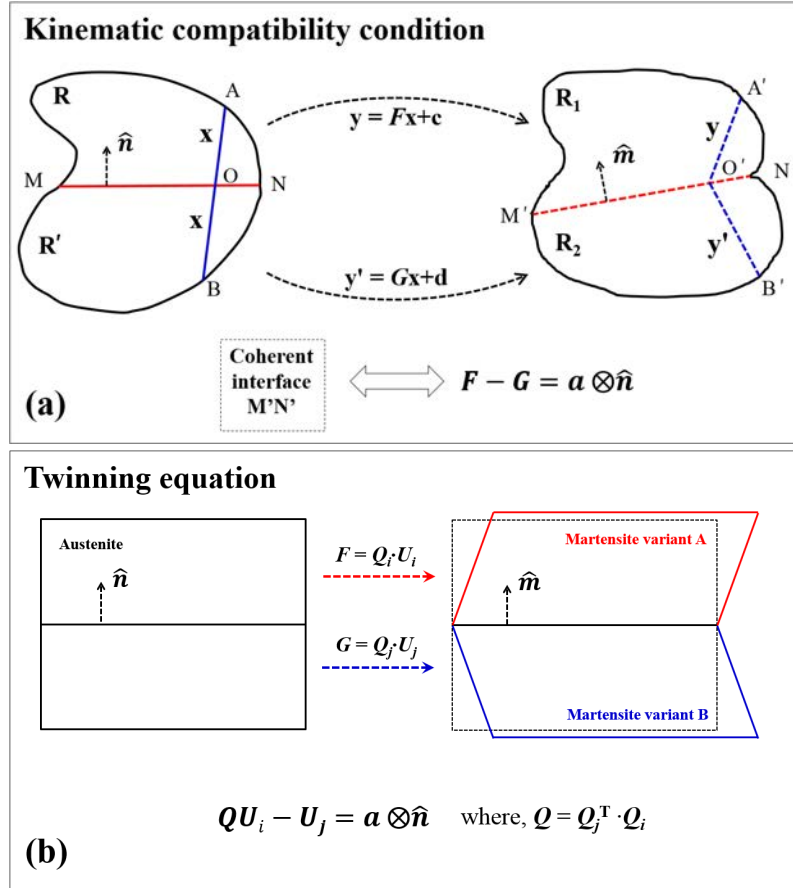 Kinematic compatibility condition
R
A
x
n̂
y = Fx+c
M
O
N
R'
x
B
y' = Gx+d
R₁
A'
y
m̂
O'
N
M'
R₂
y'
B'
Coherent
interface
M'N'
F − G = a ⊗ n̂
(a)
Twinning equation
Austenite
n̂
F = Qᵢ·Uᵢ
G = Qⱼ·Uⱼ
Martensite variant A
m̂
Martensite variant B
QUᵢ − Uⱼ = a ⊗ n̂ where, Q = Qⱼᵀ·Qᵢ
(b)